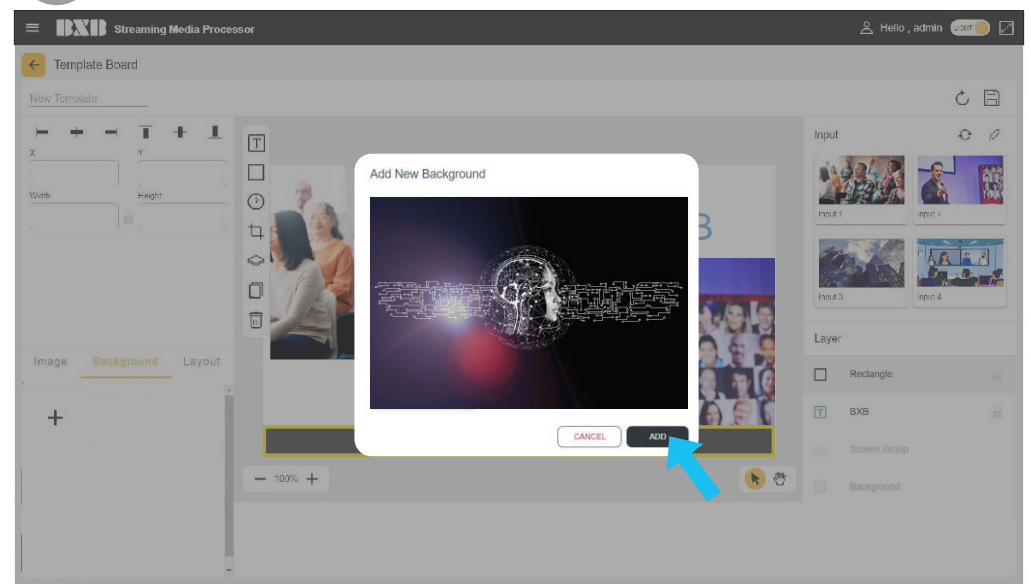 BXB Streaming Media Processor
Hello , admin
LIGHT
Template Board
New Template
X
Y
Width
Height
T
Add New Background
B
Input
Input 1
Input 2
Input 3
Input 4
Image
Background
Layout
CANCEL
ADD
Layer
Rectangle
T
BXB
Screen Group
Background
100%